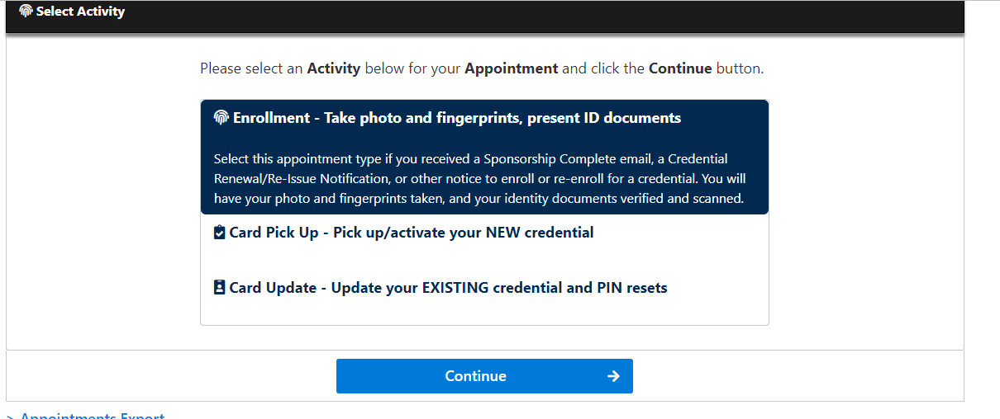 Select Activity
Please select an Activity below for your Appointment and click the Continue button.
Enrollment - Take photo and fingerprints, present ID documents
Select this appointment type if you received a Sponsorship Complete email, a Credential
Renewal/Re-Issue Notification, or other notice to enroll or re-enroll for a credential. You will
have your photo and fingerprints taken, and your identity documents verified and scanned.
Card Pick Up - Pick up/activate your NEW credential
Card Update - Update your EXISTING credential and PIN resets
Continue
> Appointments Export